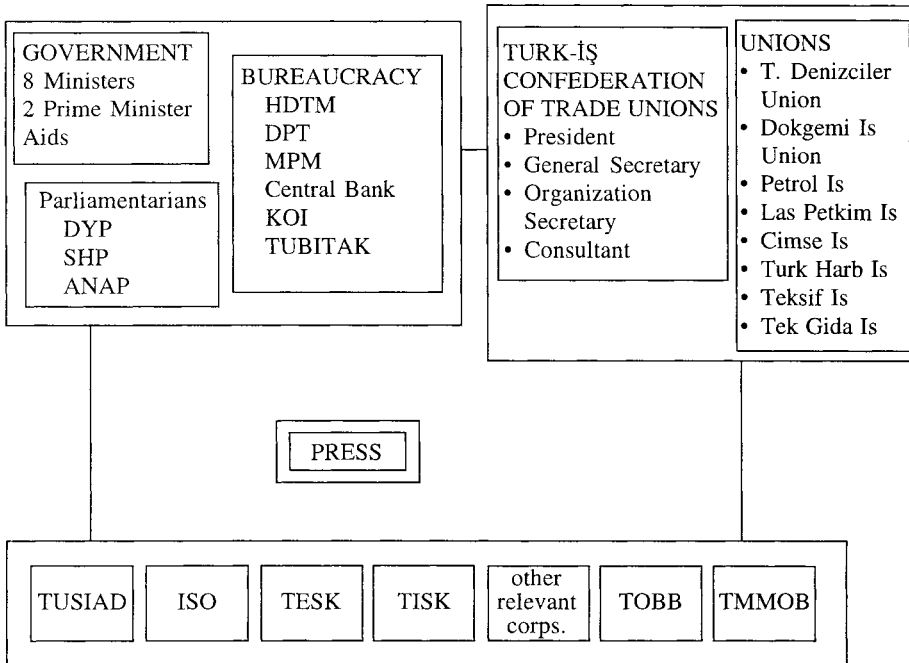 GOVERNMENT
8 Ministers
2 Prime Minister
Aids
Parliamentarians
DYP
SHP
ANAP
BUREAUCRACY
HDTM
DPT
MPM
Central Bank
KOI
TUBITAK
TURK-İŞ
CONFEDERATION
OF TRADE UNIONS
• President
• General Secretary
• Organization
Secretary
• Consultant
UNIONS
• T. Denizciler
Union
• Dokgemi Is
Union
• Petrol Is
• Las Petkim Is
• Cimse Is
• Turk Harb Is
• Teksif Is
• Tek Gida Is
PRESS
TUSIAD
ISO
TESK
TISK
other
relevant
corps.
TOBB
TMMOB